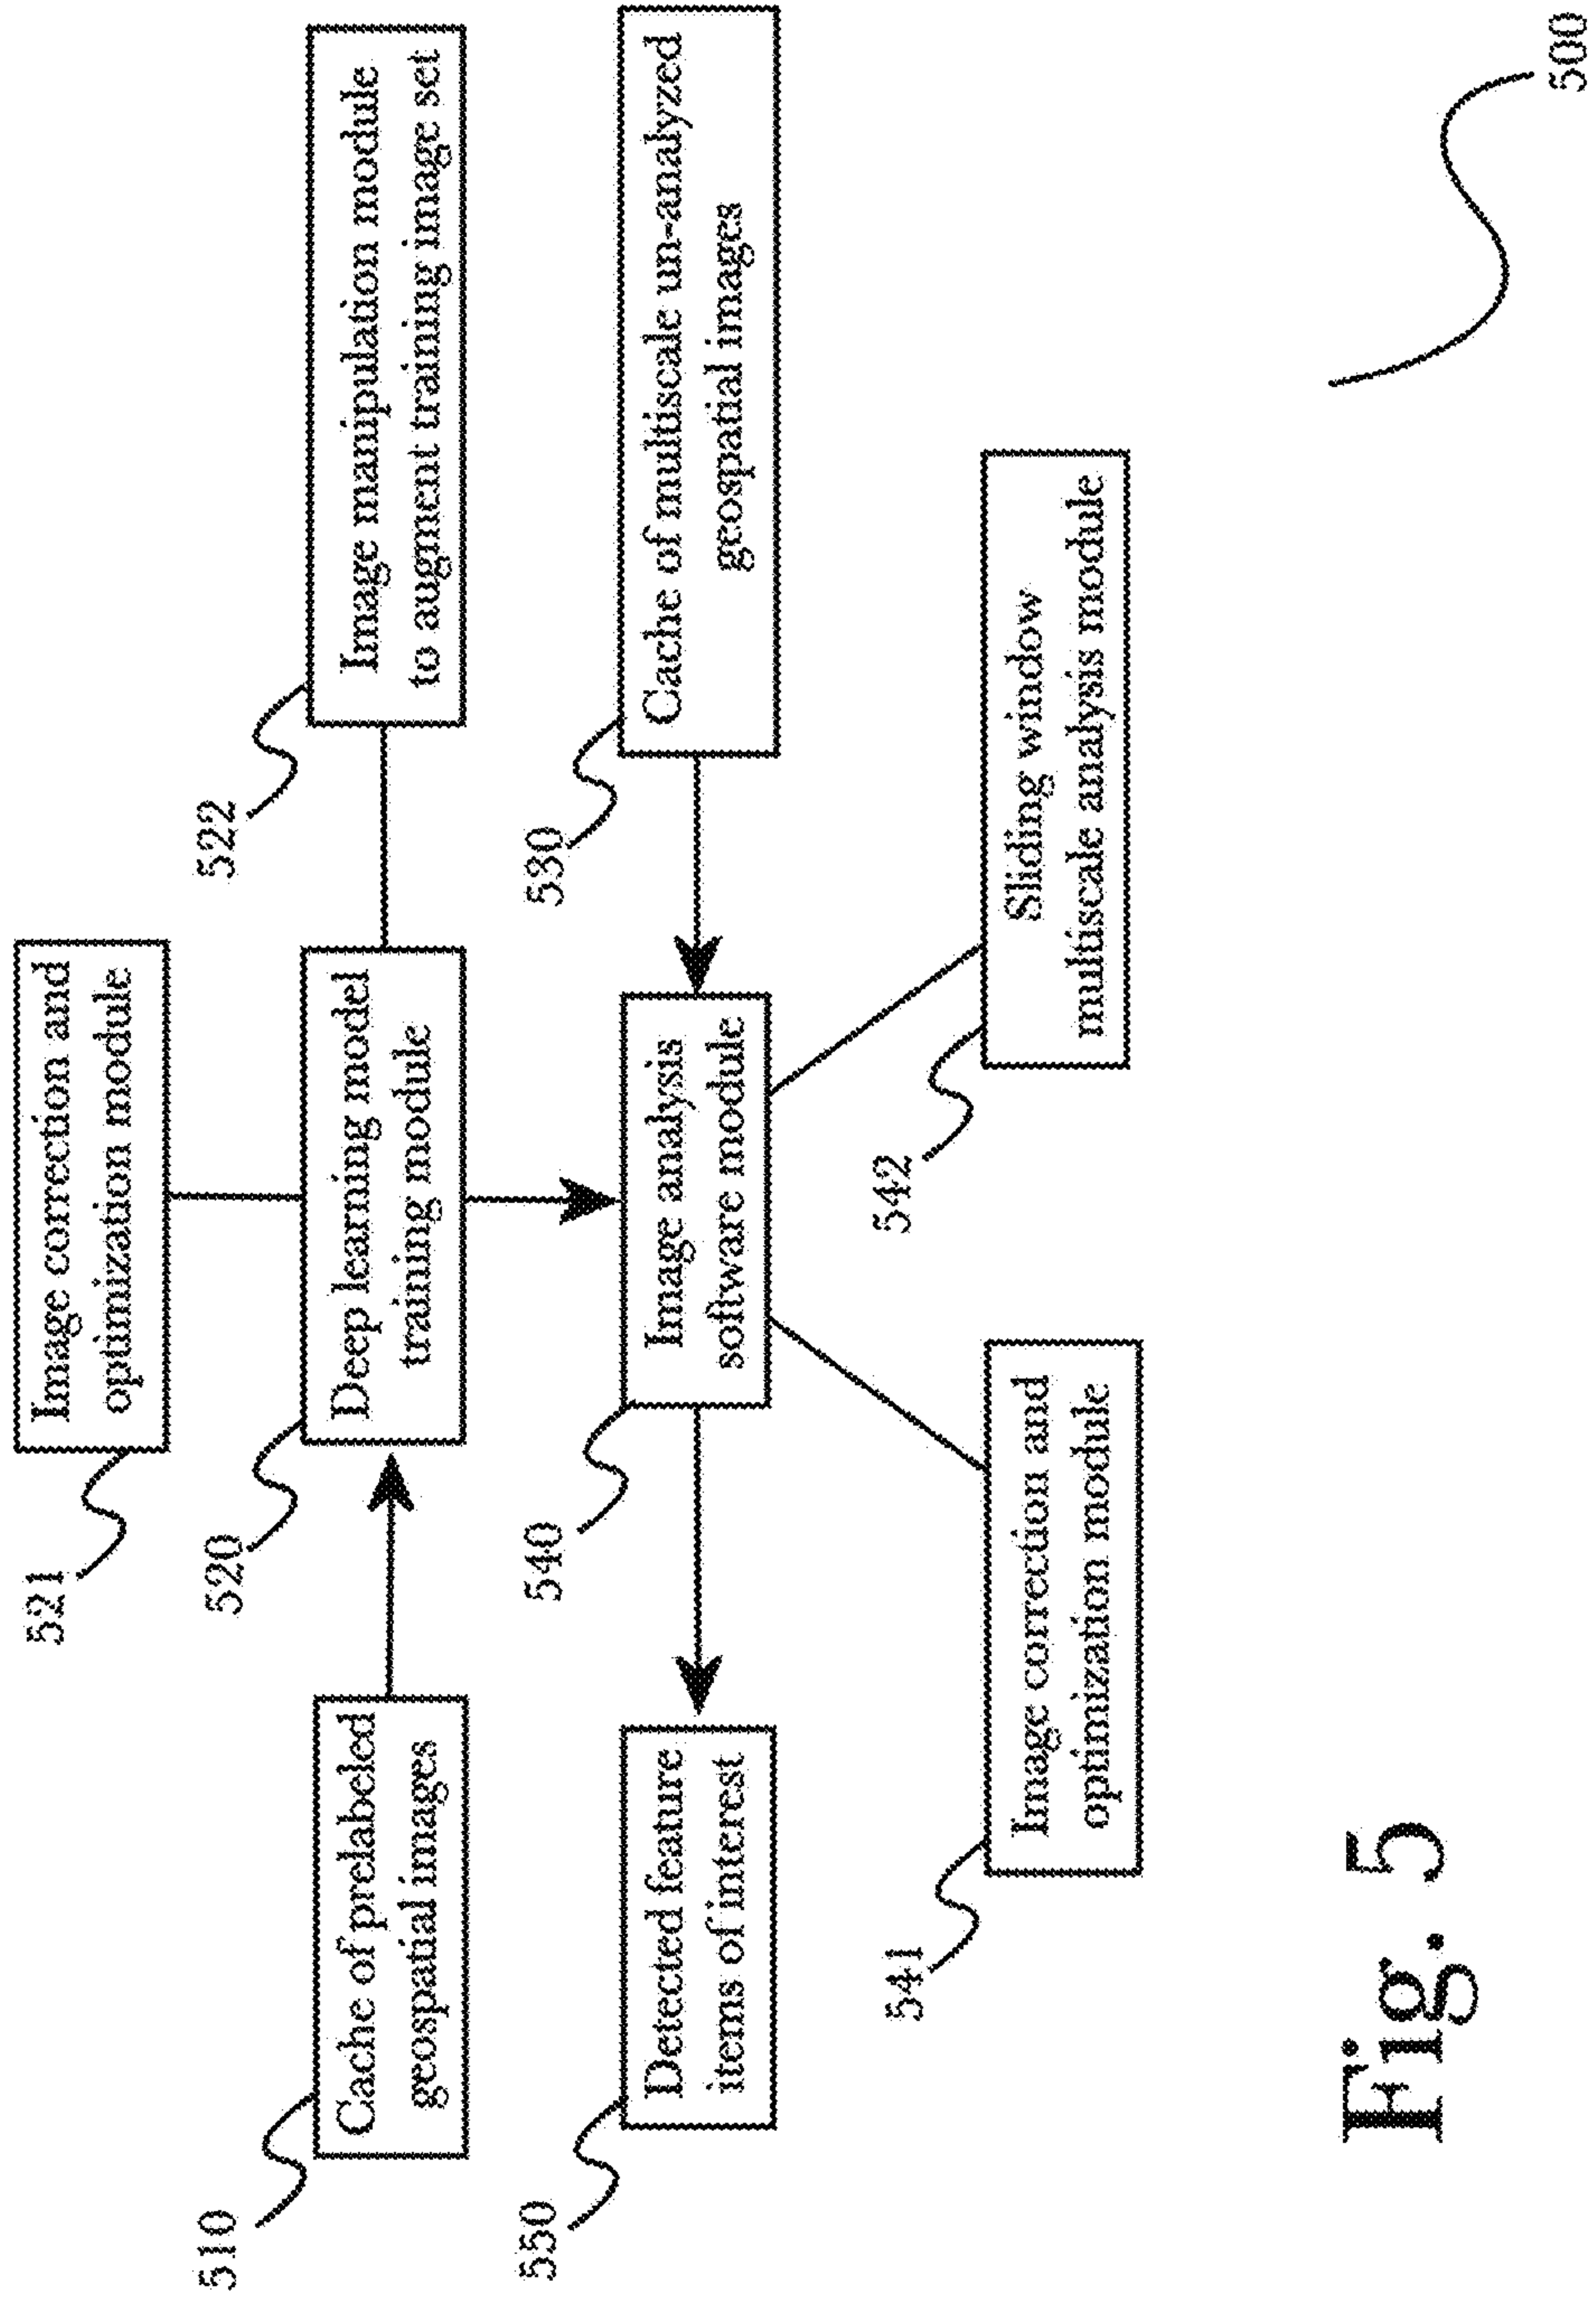 521
Image correction and
optimization module
510
Cache of prelabeled
geospatial images
520
Deep learning model
training module
522
Image manipulation module
to augment training image set
550
Detected feature
items of interest
540
Image analysis
software module
530
Cache of multiscale un-analyzed
geospatial images
541
Image correction and
optimization module
542
Sliding window
multiscale analysis module
Fig. 5
500